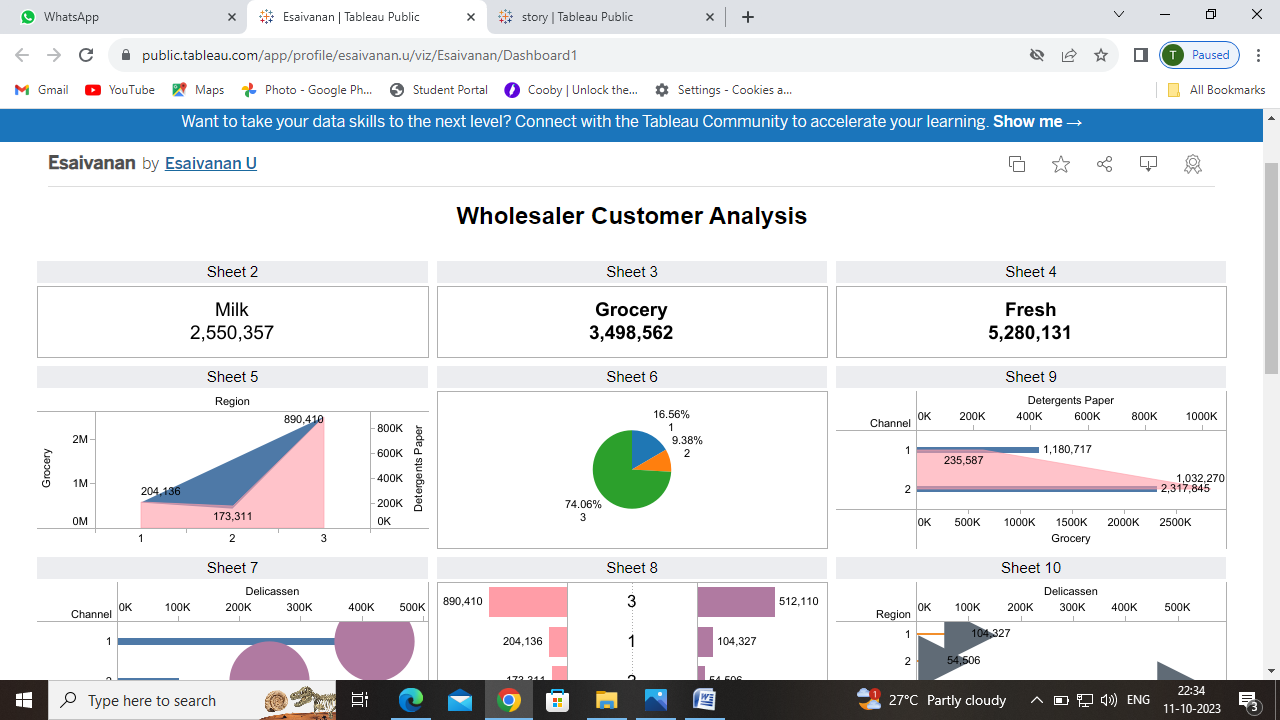 WhatsApp
Esaivanan | Tableau Public
story | Tableau Public
public.tableau.com/app/profile/esaivanan.u/viz/Esaivanan/Dashboard1
T Paused
Gmail YouTube Maps Photo - Google Ph... Student Portal Cooby | Unlock the... Settings - Cookies a... All Bookmarks
Want to take your data skills to the next level? Connect with the Tableau Community to accelerate your learning. Show me →
Esaivanan by Esaivanan U
Wholesaler Customer Analysis
Sheet 2
Milk
2,550,357
Sheet 3
Grocery
3,498,562
Sheet 4
Fresh
5,280,131
Sheet 5
Region
890,410
2M
1M
0M
Grocery
204,136
173,311
800K
600K
400K
200K
0K
Detergents Paper
1 2 3
Sheet 6
16.56%
1
9.38%
2
74.06%
3
Sheet 9
Detergents Paper
Channel 0K 200K 400K 600K 800K 1000K
1 1,180,717
235,587
1,032,270
2 2,317,845
0K 500K 1000K 1500K 2000K 2500K
Grocery
Sheet 7
Delicassen
Channel 0K 100K 200K 300K 400K 500K
1
Sheet 8
890,410 3 512,110
204,136 1 104,327
173,311 2 54,506
Sheet 10
Delicassen
Region 0K 100K 200K 300K 400K 500K
1 104,327
2 54,506
Type here to search
1
27°C Partly cloudy
ENG
22:34
11-10-2023
3